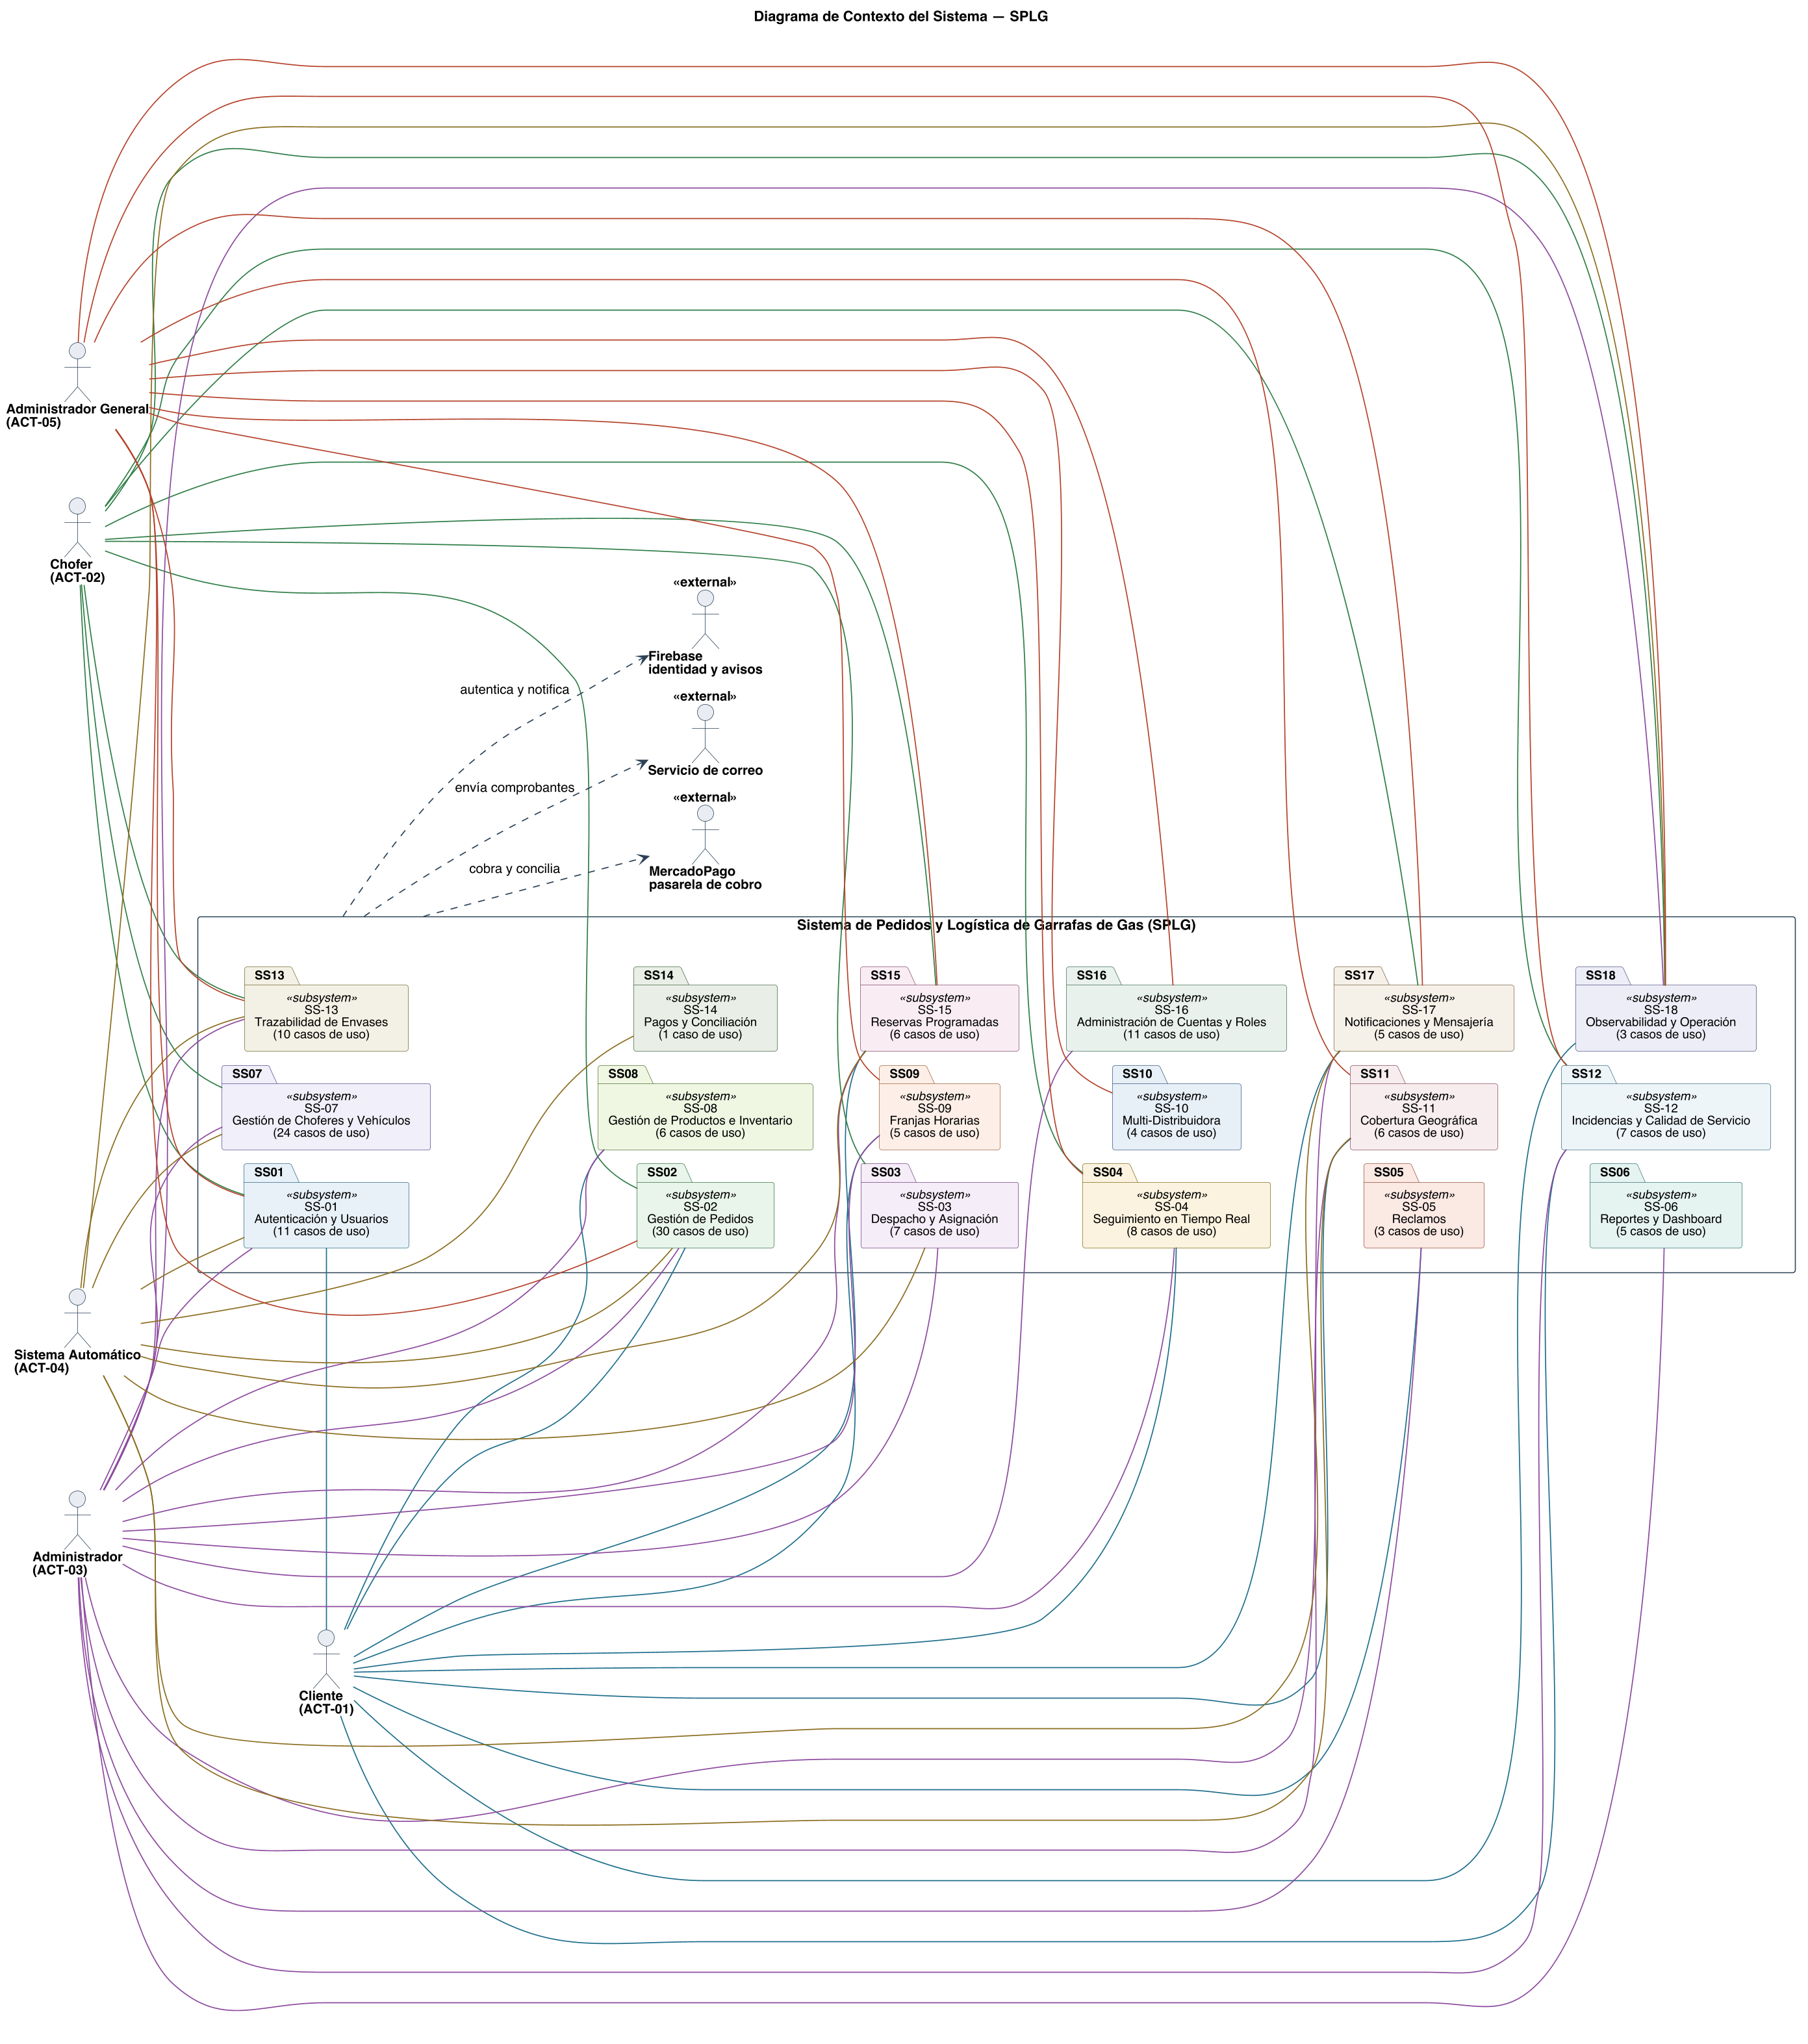 Diagrama de Contexto del Sistema — SPLG
Administrador General
(ACT-05)
Chofer
(ACT-02)
«external»
Firebase
identidad y avisos
autentica y notifica
«external»
Servicio de correo
envía comprobantes
«external»
MercadoPago
pasarela de cobro
cobra y concilia
Sistema de Pedidos y Logística de Garrafas de Gas (SPLG)
SS13
«subsystem»
SS-13
Trazabilidad de Envases
(10 casos de uso)
SS14
«subsystem»
SS-14
Pagos y Conciliación
(1 caso de uso)
SS15
«subsystem»
SS-15
Reservas Programadas
(6 casos de uso)
SS16
«subsystem»
SS-16
Administración de Cuentas y Roles
(11 casos de uso)
SS17
«subsystem»
SS-17
Notificaciones y Mensajería
(5 casos de uso)
SS18
«subsystem»
SS-18
Observabilidad y Operación
(3 casos de uso)
SS07
«subsystem»
SS-07
Gestión de Choferes y Vehículos
(24 casos de uso)
SS08
«subsystem»
SS-08
Gestión de Productos e Inventario
(6 casos de uso)
SS09
«subsystem»
SS-09
Franjas Horarias
(5 casos de uso)
SS10
«subsystem»
SS-10
Multi-Distribuidora
(4 casos de uso)
SS11
«subsystem»
SS-11
Cobertura Geográfica
(6 casos de uso)
SS12
«subsystem»
SS-12
Incidencias y Calidad de Servicio
(7 casos de uso)
SS01
«subsystem»
SS-01
Autenticación y Usuarios
(11 casos de uso)
SS02
«subsystem»
SS-02
Gestión de Pedidos
(30 casos de uso)
SS03
«subsystem»
SS-03
Despacho y Asignación
(7 casos de uso)
SS04
«subsystem»
SS-04
Seguimiento en Tiempo Real
(8 casos de uso)
SS05
«subsystem»
SS-05
Reclamos
(3 casos de uso)
SS06
«subsystem»
SS-06
Reportes y Dashboard
(5 casos de uso)
Sistema Automático
(ACT-04)
Administrador
(ACT-03)
Cliente
(ACT-01)